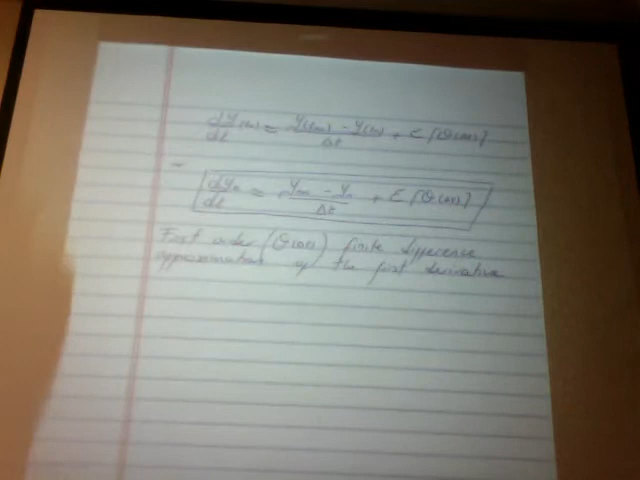 dY(tn)/dt = Y(tn+1) - Y(tn)/Δt + E[θ(Δt)]
dYn/dt = Yn+1 - Yn/Δt + E[θ(Δt)]
First order (θ(Δt)) finite difference
approximation of the first derivative